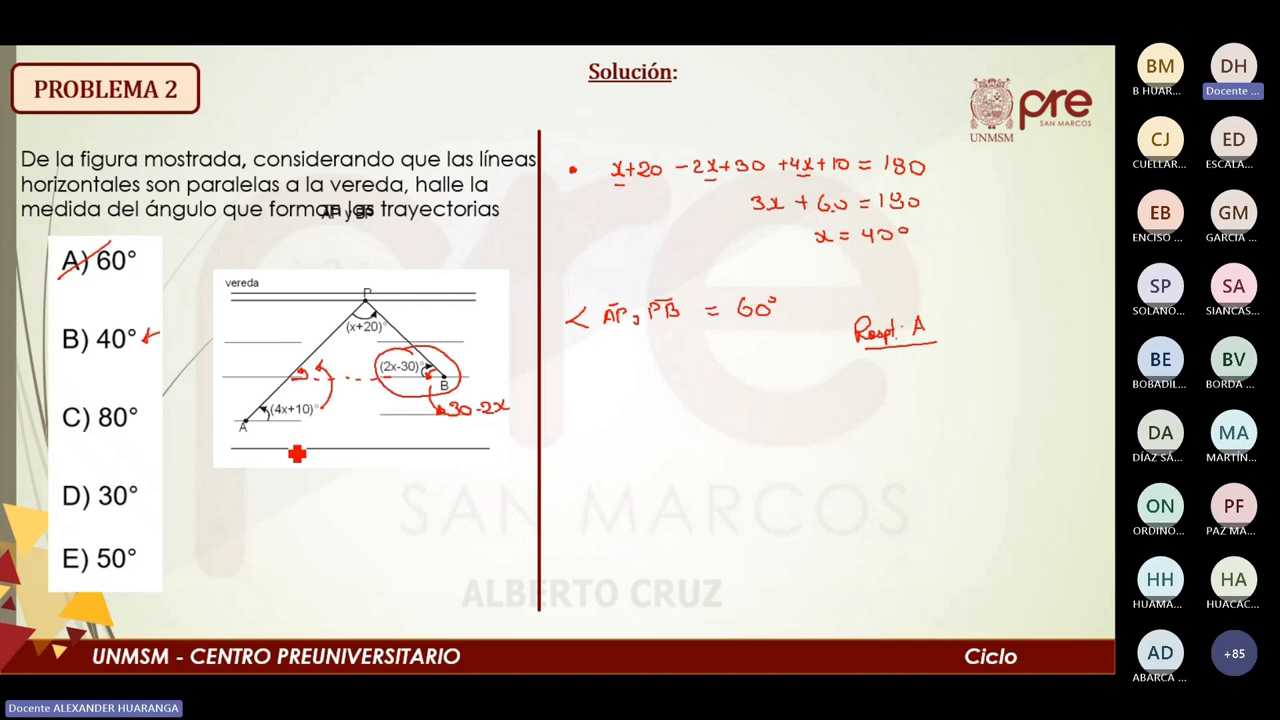 PROBLEMA 2
Solución:
UNMSM
pre
SAN MARCOS
De la figura mostrada, considerando que las líneas
horizontales son paralelas a la vereda, halle la
medida del ángulo que forman las trayectorias
A) 60°
B) 40°
C) 80°
D) 30°
E) 50°
vereda
P
(x+20)°
(2x-30)°
B
(4x+10)°
A
30-2x
x+20 -2x+30 +4x+10 = 180
3x + 60 = 180
x = 40°
< AP, PB = 60°
Rspt: A
SAN MARCOS
ALBERTO CRUZ
UNMSM - CENTRO PREUNIVERSITARIO
Ciclo
Docente ALEXANDER HUARANGA
BM
B HUAR...
DH
Docente ...
CJ
CUELLAR...
ED
ESCALA...
EB
ENCISO ...
GM
GARCIA ...
SP
SOLANO...
SA
SIANCAS...
BE
BOBADIL...
BV
BORDA ...
DA
DÍAZ SÁ...
MA
MARTÍN...
ON
ORDINO...
PF
PAZ MA...
HH
HUAMA...
HA
HUACAC...
AD
ABARCA ...
+85